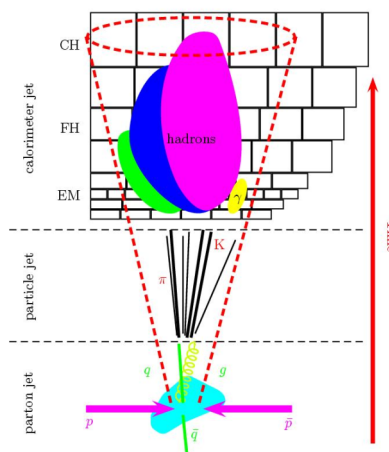 CH
FH
EM
calorimeter jet
hadrons
γ
K
π
particle jet
q
g
parton jet
p
p̄
q̄